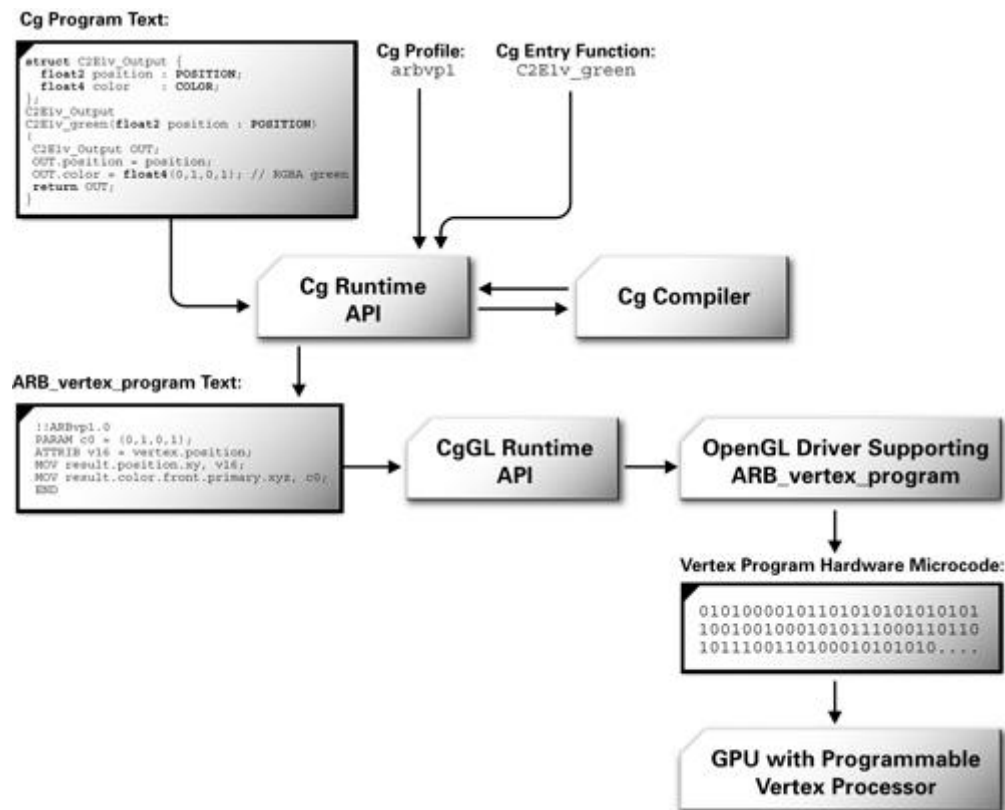 Cg Program Text:
struct C2E1v_Output {
float2 position : POSITION;
float4 color : COLOR;
};
C2E1v_Output
C2E1v_green(float2 position : POSITION)
{
C2E1v_Output OUT;
OUT.position = position;
OUT.color = float4(0,1,0,1); // RGBA green
return OUT;
}
Cg Profile:
arbvp1
Cg Entry Function:
C2E1v_green
Cg Runtime
API
Cg Compiler
ARB_vertex_program Text:
!!ARBvp1.0
PARAM c0 = {0,1,0,1};
ATTRIB v16 = vertex.position;
MOV result.position.xy, v16;
MOV result.color.front.primary.xyz, c0;
END
CgGL Runtime
API
OpenGL Driver Supporting
ARB_vertex_program
Vertex Program Hardware Microcode:
0101000010110101010101010101
1001001000101011100011 0110
1011100110100010101010....
GPU with Programmable
Vertex Processor